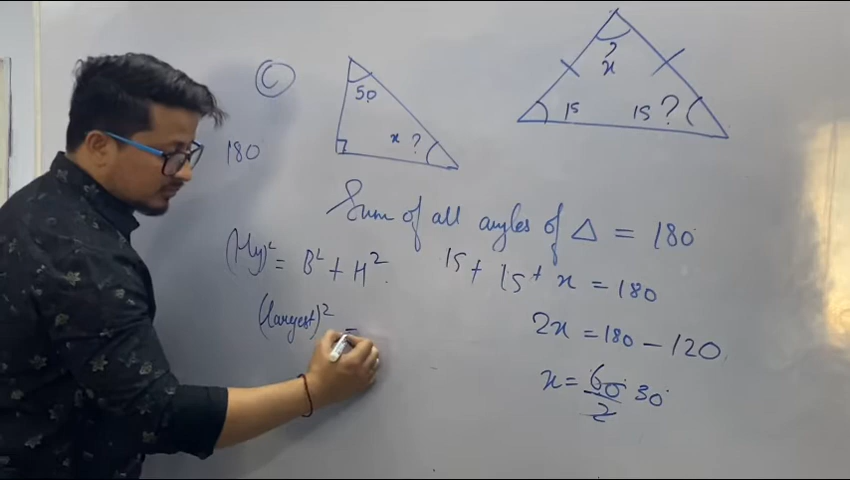 C
50
x ?
?
x
15
15 ?
180
Sum of all angles of △ = 180
(Hy)² = B² + H²
(largest)² =
15 + 15 + x = 180
2x = 180 - 120
x = 60/2 30